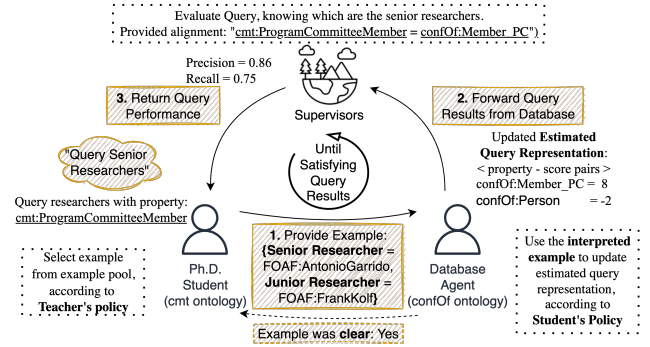 Evaluate Query, knowing which are the senior researchers.
Provided alignment: "cmt:ProgramCommitteeMember = confOf:Member_PC")
Precision = 0.86
Recall = 0.75
Supervisors
3. Return Query
Performance
2. Forward Query
Results from Database
"Query Senior
Researchers"
Until
Satisfying
Query
Results
Updated Estimated
Query Representation:
< property - score pairs >
confOf:Member_PC = 8
confOf:Person = -2
Query researchers with property:
cmt:ProgramCommitteeMember
1. Provide Example:
{Senior Researcher =
FOAF:AntonioGarrido,
Junior Researcher =
FOAF:FrankKolf}
Select example
from example pool,
according to
Teacher's policy
Ph.D.
Student
(cmt ontology)
Database
Agent
(confOf ontology)
Use the interpreted
example to update
estimated query
representation,
according to
Student's Policy
Example was clear: Yes